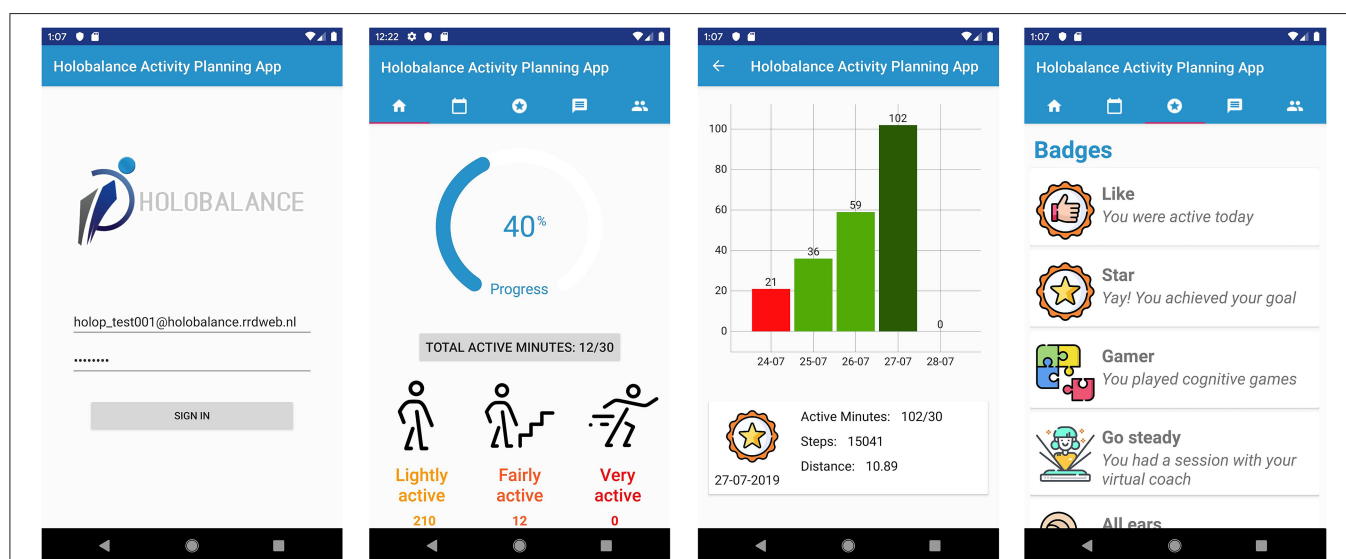 1:07
Holobalance Activity Planning App
HOLOBALANCE
holop_test001@holobalance.rrdweb.nl
••••••••
SIGN IN
12:22
Holobalance Activity Planning App
40%
Progress
TOTAL ACTIVE MINUTES: 12/30
Lightly active
Fairly active
Very active
210
12
0
1:07
Holobalance Activity Planning App
100
80
60
40
20
0
21
36
59
102
0
24-07
25-07
26-07
27-07
28-07
Active Minutes: 102/30
Steps: 15041
Distance: 10.89
27-07-2019
1:07
Holobalance Activity Planning App
Badges
Like
You were active today
Star
Yay! You achieved your goal
Gamer
You played cognitive games
Go steady
You had a session with your
virtual coach
All ears